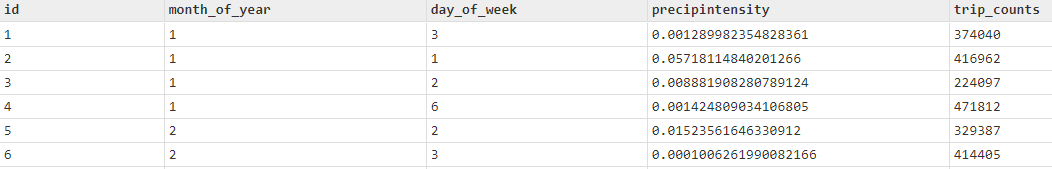 id month_of_year day_of_week precipintensity trip_counts
1 1 3 0.001289982354828361 374040
2 1 1 0.05718114840201266 416962
3 1 2 0.008881908280789124 224097
4 1 6 0.001424809034106805 471812
5 2 2 0.01523561646330912 329387
6 2 3 0.0001006261990082166 414405